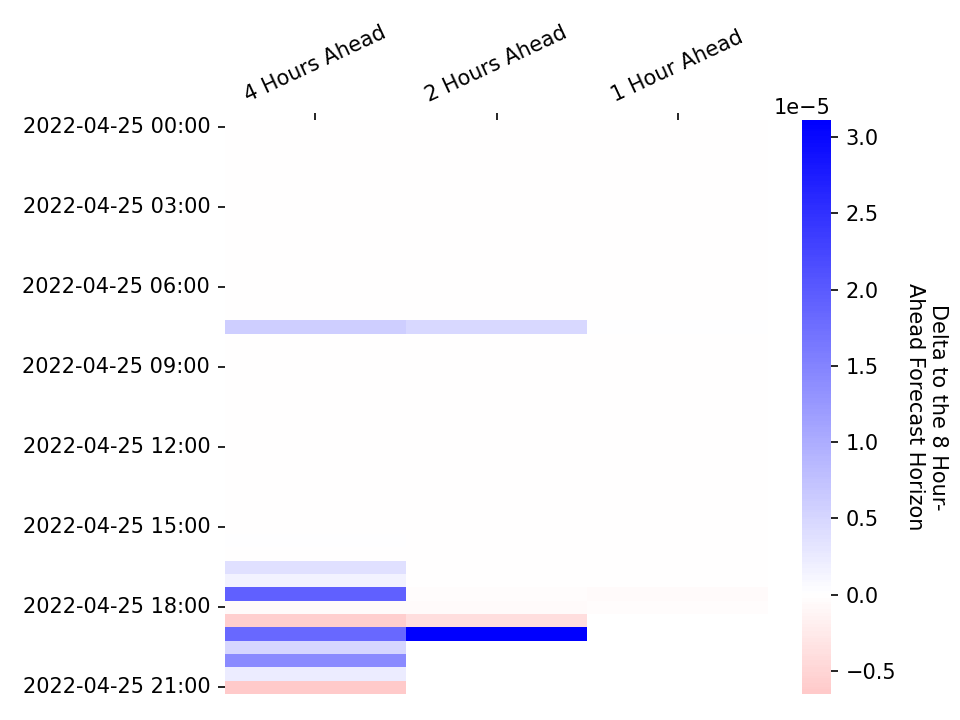 4 Hours Ahead
2 Hours Ahead
1 Hour Ahead
1e−5
2022-04-25 00:00
2022-04-25 03:00
2022-04-25 06:00
2022-04-25 09:00
2022-04-25 12:00
2022-04-25 15:00
2022-04-25 18:00
2022-04-25 21:00
3.0
2.5
2.0
1.5
1.0
0.5
0.0
−0.5
Delta to the 8 Hour-
Ahead Forecast Horizon